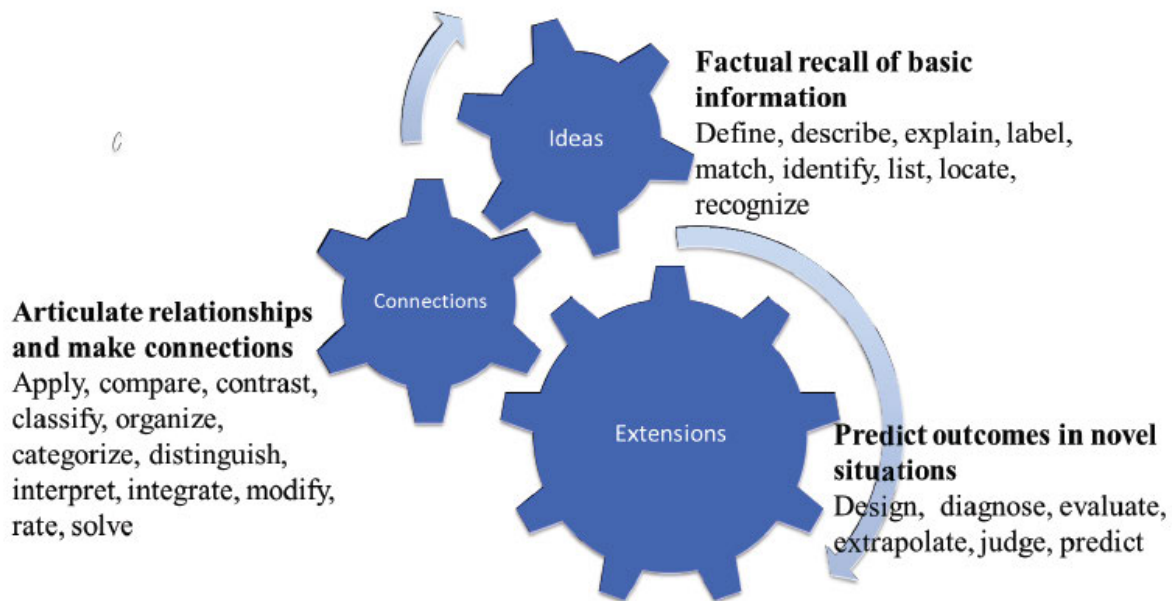 Factual recall of basic
information
Define, describe, explain, label,
match, identify, list, locate,
recognize
Ideas
Connections
Articulate relationships
and make connections
Apply, compare, contrast,
classify, organize,
categorize, distinguish,
interpret, integrate, modify,
rate, solve
Extensions
Predict outcomes in novel
situations
Design, diagnose, evaluate,
extrapolate, judge, predict